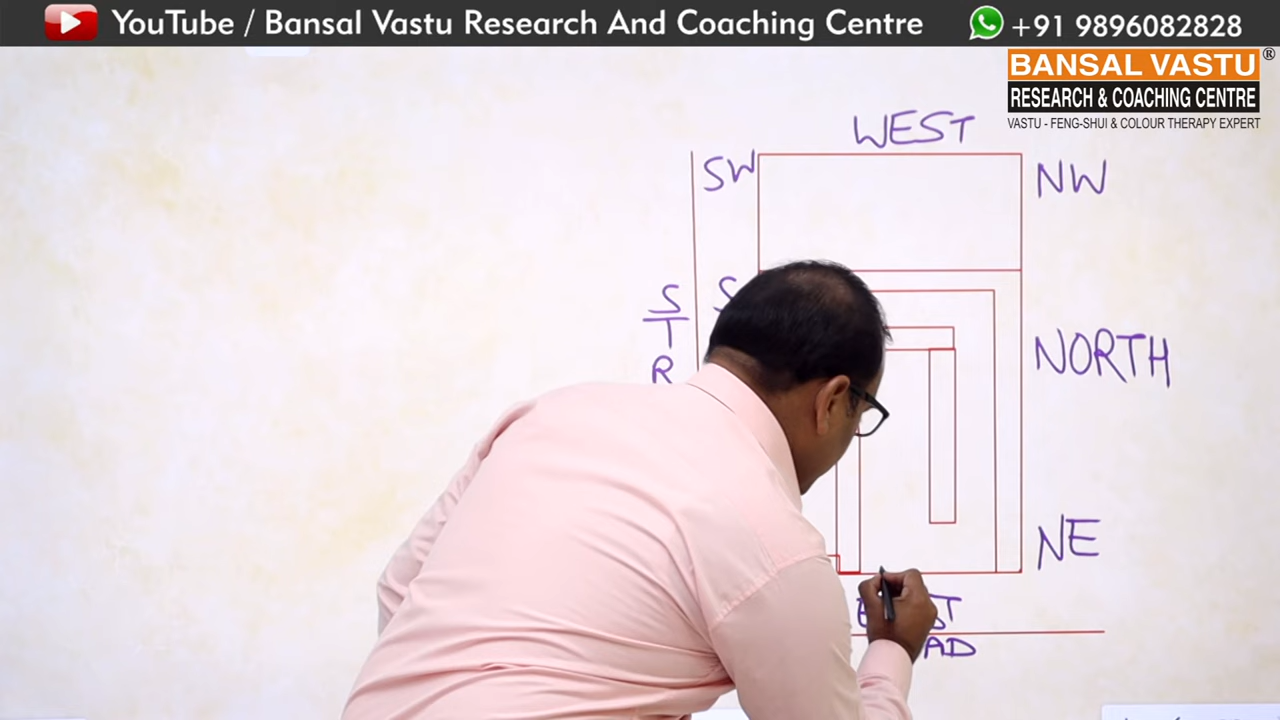 YouTube / Bansal Vastu Research And Coaching Centre
+91 9896082828
BANSAL VASTU®
RESEARCH & COACHING CENTRE
VASTU - FENG-SHUI & COLOUR THERAPY EXPERT
WEST
SW
NW
S
S
T
R
NORTH
NE